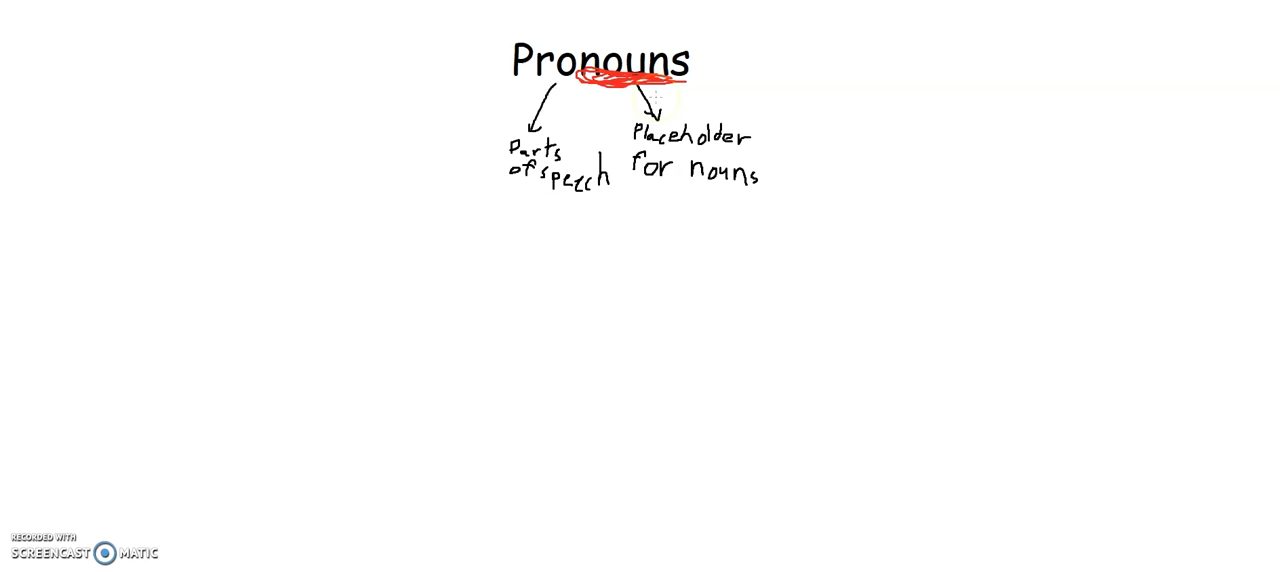 Pronouns
Parts
of speech
Placeholder
for nouns
RECORDED WITH
SCREENCAST MATIC